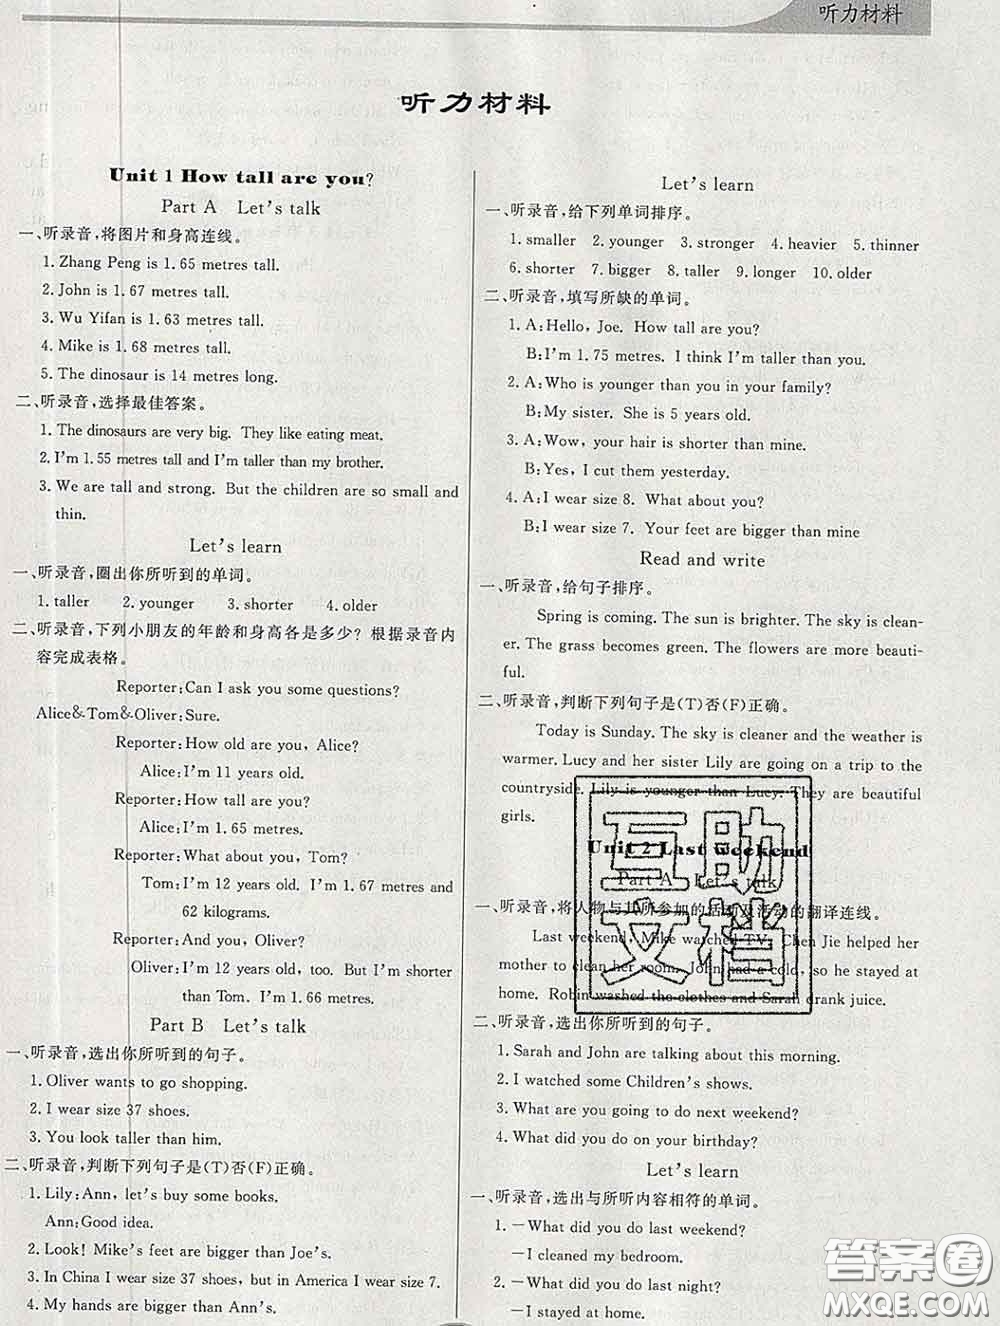 听力材料
听力材料
Unit 1 How tall are you?
Part A Let's talk
一、听录音,将图片和身高连线。
1. Zhang Peng is 1.65 metres tall.
2. John is 1.67 metres tall.
3. Wu Yifan is 1.63 metres tall.
4. Mike is 1.68 metres tall.
5. The dinosaur is 14 metres long.
二、听录音,选择最佳答案。
1. The dinosaurs are very big. They like eating meat.
2. I'm 1.55 metres tall and I'm taller than my brother.
3. We are tall and strong. But the children are so small and
thin.
Let's learn
一、听录音,圈出你所听到的单词。
1. taller 2. younger 3. shorter 4. older
二、听录音,下列小朋友的年龄和身高各是多少? 根据录音内
容完成表格。
Reporter: Can I ask you some questions?
Alice&Tom&Oliver: Sure.
Reporter: How old are you, Alice?
Alice: I'm 11 years old.
Reporter: How tall are you?
Alice: I'm 1.65 metres.
Reporter: What about you, Tom?
Tom: I'm 12 years old. I'm 1.67 metres and
62 kilograms.
Reporter: And you, Oliver?
Oliver: I'm 12 years old, too. But I'm shorter
than Tom. I'm 1.66 metres.
Part B Let's talk
一、听录音,选出你所听到的句子。
1. Oliver wants to go shopping.
2. I wear size 37 shoes.
3. You look taller than him.
二、听录音,判断下列句子是(T)否(F)正确。
1. Lily: Ann, let's buy some books.
Ann: Good idea.
2. Look! Mike's feet are bigger than Joe's.
3. In China I wear size 37 shoes, but in America I wear size 7.
4. My hands are bigger than Ann's.
Let's learn
一、听录音,给下列单词排序。
1. smaller 2. younger 3. stronger 4. heavier 5. thinner
6. shorter 7. bigger 8. taller 9. longer 10. older
二、听录音,填写所缺的单词。
1. A: Hello, Joe. How tall are you?
B: I'm 1.75 metres. I think I'm taller than you.
2. A: Who is younger than you in your family?
B: My sister. She is 5 years old.
3. A: Wow, your hair is shorter than mine.
B: Yes, I cut them yesterday.
4. A: I wear size 8. What about you?
B: I wear size 7. Your feet are bigger than mine
Read and write
一、听录音,给句子排序。
Spring is coming. The sun is brighter. The sky is clean-
er. The grass becomes green. The flowers are more beauti-
ful.
二、听录音,判断下列句子是(T)否(F)正确。
Today is Sunday. The sky is cleaner and the weather is
warmer. Lucy and her sister Lily are going on a trip to the
countryside. Lily is younger than Lucy. They are beautiful
girls.
Unit 2 Last weekend
Part A Let's talk
一、听录音,将人物与其所参加的活动及活动的翻译连线。
Last weekend, Mike watched TV. Chen Jie helped her
mother to clean her room. John had a cold, so he stayed at
home. Robin washed the clothes and Sarah drank juice.
二、听录音,选出你所听到的句子。
1. Sarah and John are talking about this morning.
2. I watched some Children's shows.
3. What are you going to do next weekend?
4. What did you do on your birthday?
Let's learn
一、听录音,选出与所听内容相符的单词。
1. —What did you do last weekend?
—I cleaned my bedroom.
2. —What did you do last night?
—I stayed at home.
互助
文档
答案圈
MXQE.COM